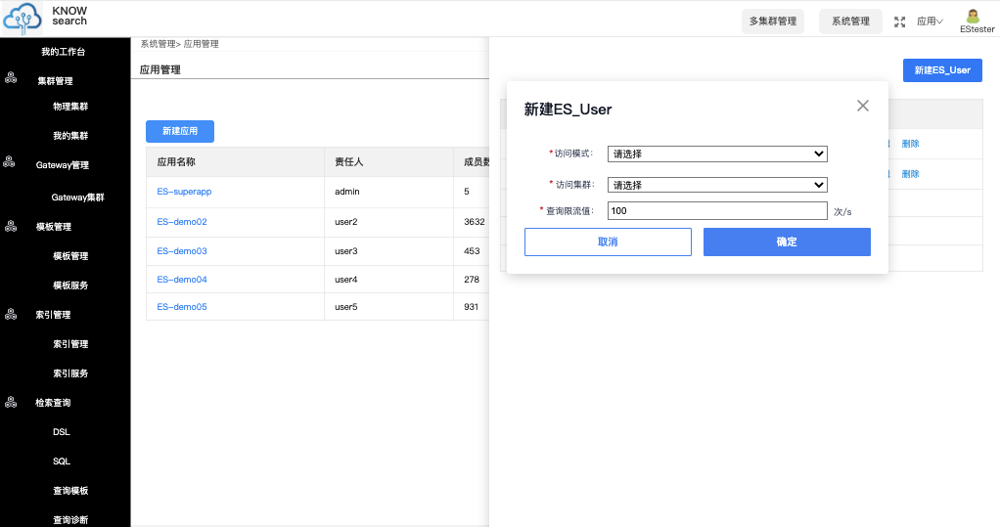 KNOW
search
多集群管理
系统管理
应用
EStester
我的工作台
集群管理
物理集群
我的集群
Gateway管理
Gateway集群
模板管理
模板管理
模板服务
索引管理
索引管理
索引服务
检索查询
DSL
SQL
查询模板
查询诊断
系统管理> 应用管理
应用管理
新建应用
应用名称 责任人 成员数
ES-superapp admin 5
ES-demo02 user2 3632
ES-demo03 user3 453
ES-demo04 user4 278
ES-demo05 user5 931
新建ES_User
删除
删除
新建ES_User
*访问模式: 请选择
* 访问集群: 请选择
* 查询限流值: 100 次/s
取消 确定